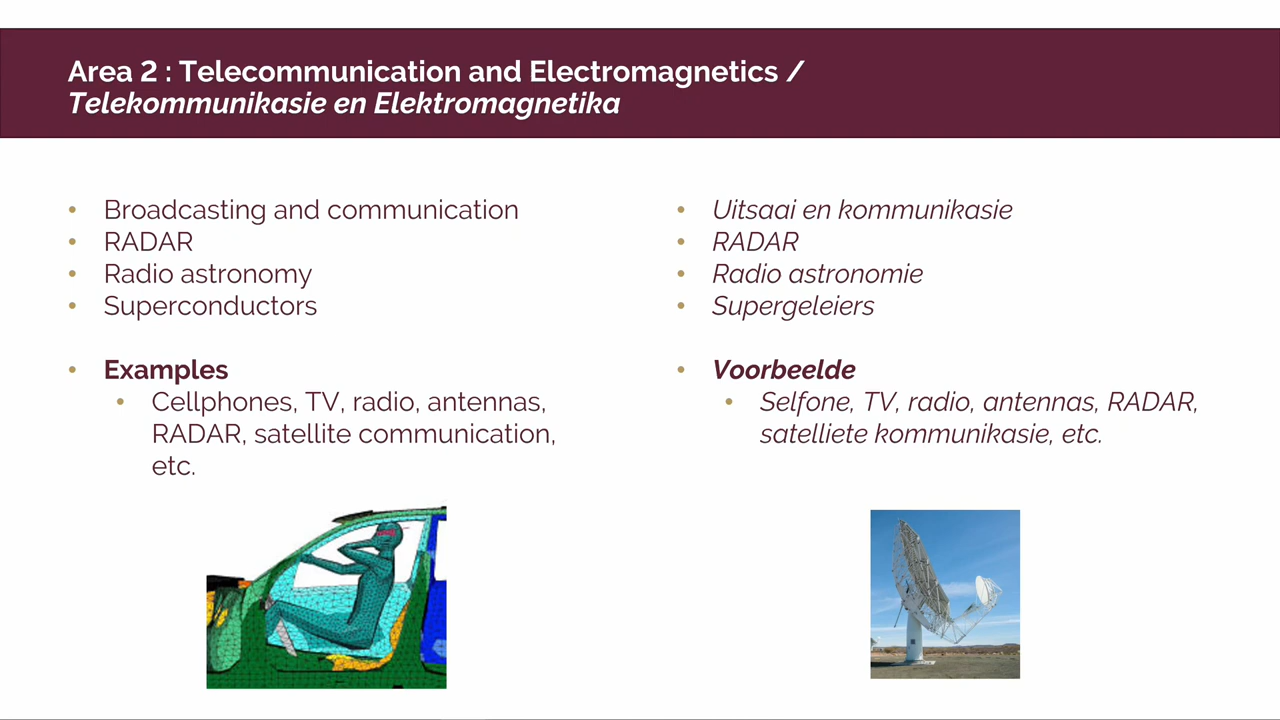 Area 2 : Telecommunication and Electromagnetics /
Telekommunikasie en Elektromagnetika
• Broadcasting and communication
• RADAR
• Radio astronomy
• Superconductors
• Examples
• Cellphones, TV, radio, antennas,
RADAR, satellite communication,
etc.
• Uitsaai en kommunikasie
• RADAR
• Radio astronomie
• Supergeleiers
• Voorbeelde
• Selfone, TV, radio, antennas, RADAR,
satelliete kommunikasie, etc.